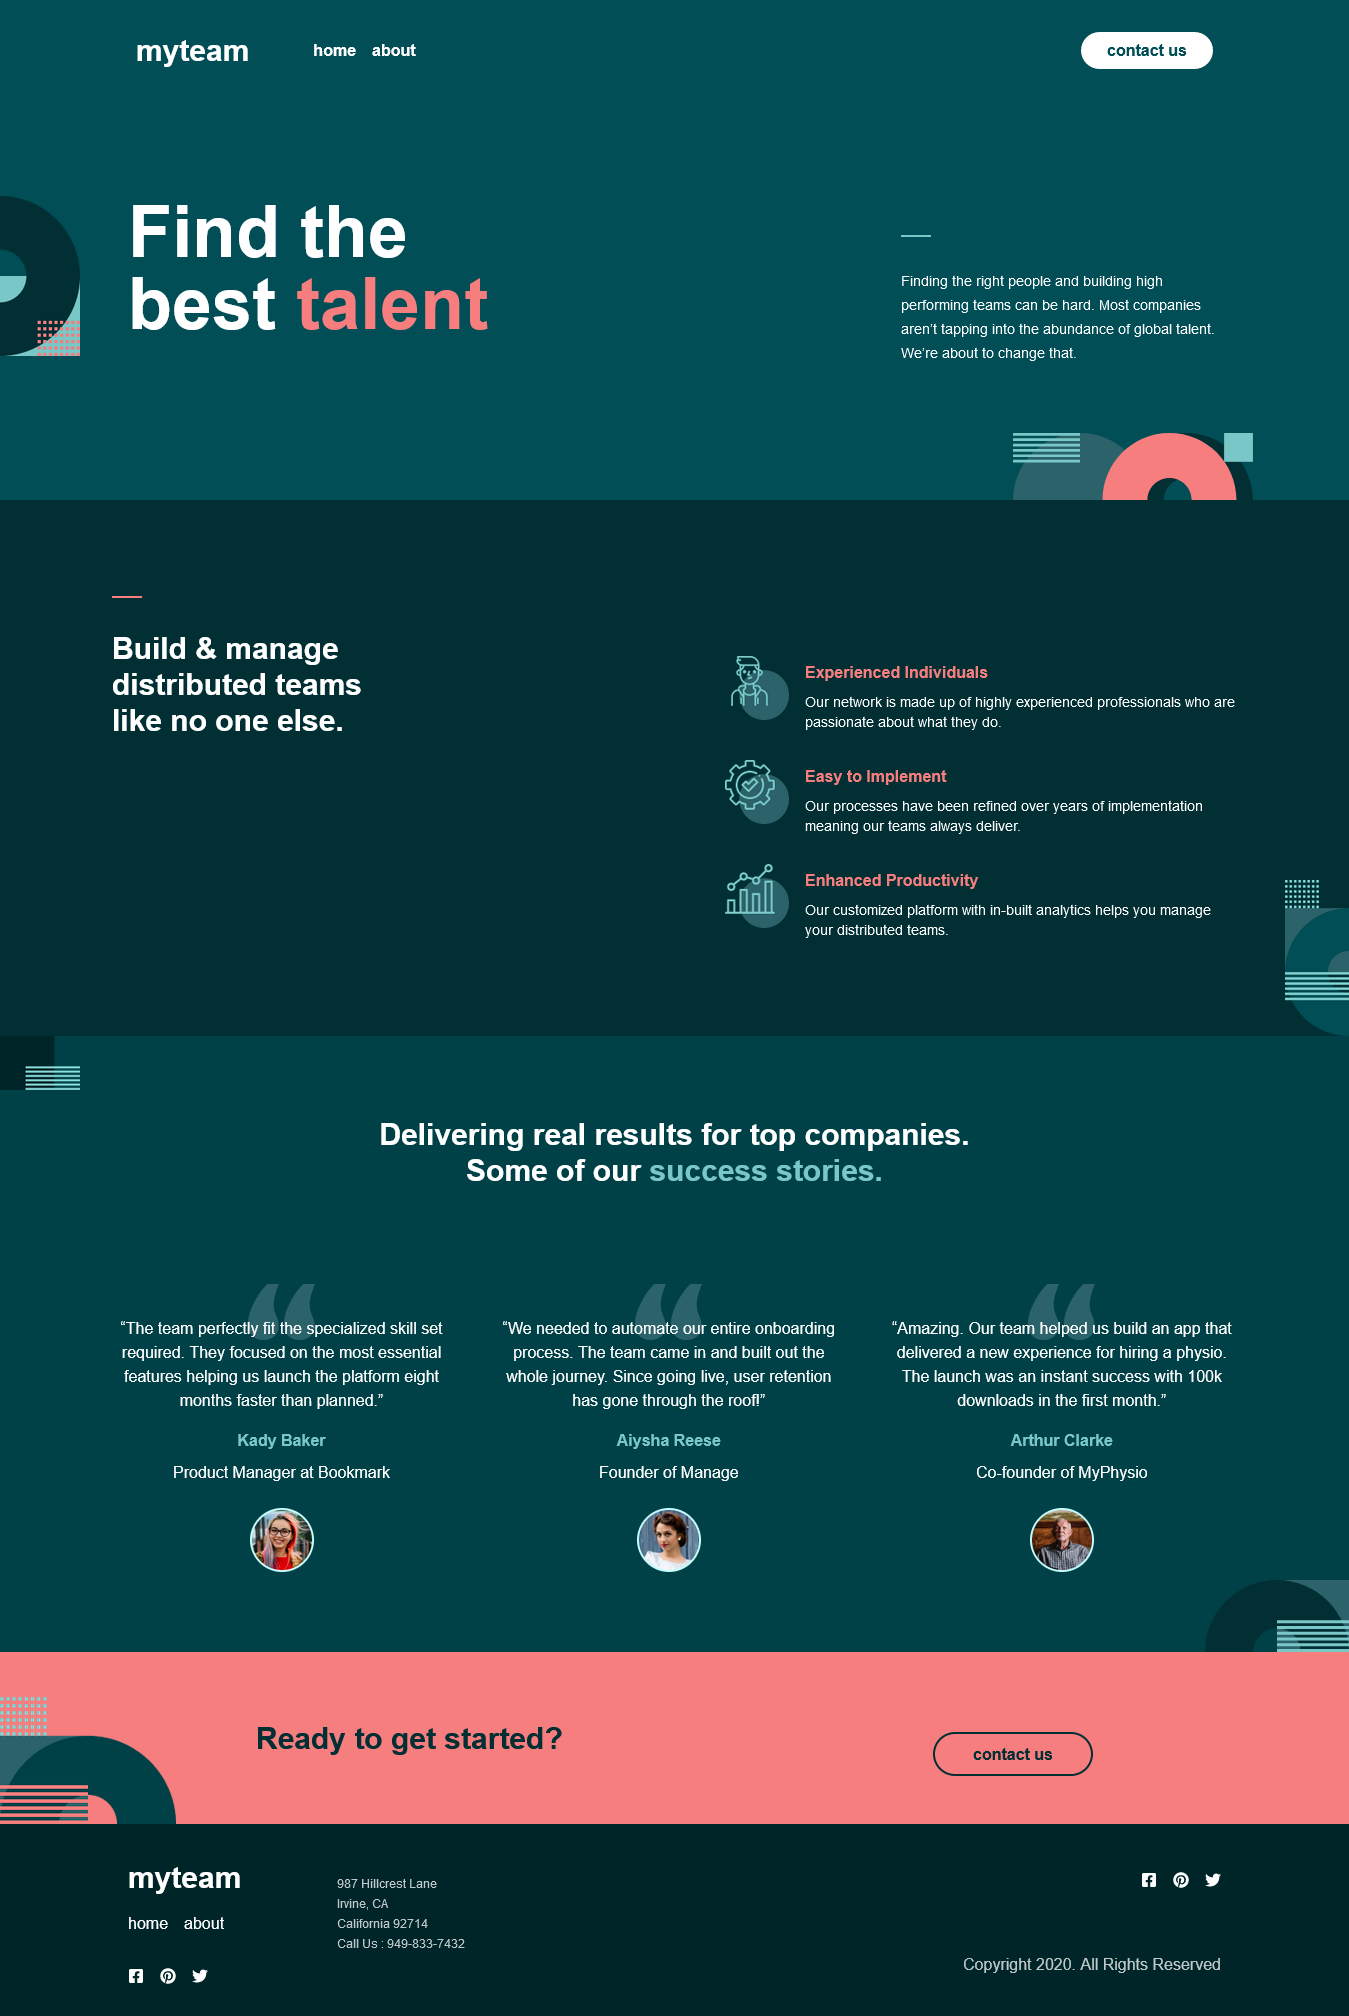 myteam
home about
contact us
Find the
best talent
Finding the right people and building high
performing teams can be hard. Most companies
aren’t tapping into the abundance of global talent.
We’re about to change that.
Build & manage
distributed teams
like no one else.
Experienced Individuals
Our network is made up of highly experienced professionals who are
passionate about what they do.
Easy to Implement
Our processes have been refined over years of implementation
meaning our teams always deliver.
Enhanced Productivity
Our customized platform with in-built analytics helps you manage
your distributed teams.
Delivering real results for top companies.
Some of our success stories.
“The team perfectly fit the specialized skill set
required. They focused on the most essential
features helping us launch the platform eight
months faster than planned.”
Kady Baker
Product Manager at Bookmark
“We needed to automate our entire onboarding
process. The team came in and built out the
whole journey. Since going live, user retention
has gone through the roof!”
Aiysha Reese
Founder of Manage
“Amazing. Our team helped us build an app that
delivered a new experience for hiring a physio.
The launch was an instant success with 100k
downloads in the first month.”
Arthur Clarke
Co-founder of MyPhysio
Ready to get started?
contact us
myteam
home about
987 Hillcrest Lane
Irvine, CA
California 92714
Call Us : 949-833-7432
Copyright 2020. All Rights Reserved